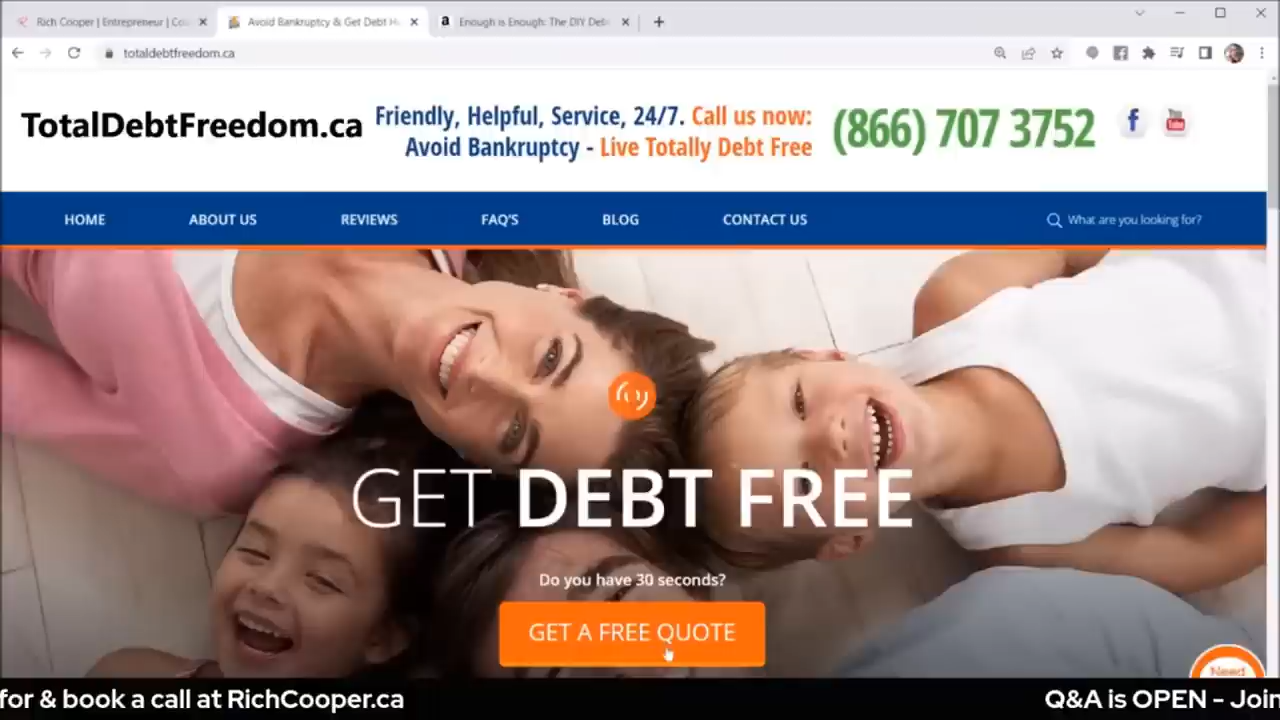 Rich Cooper | Entrepreneur | Co
Avoid Bankruptcy & Get Debt
Enough is Enough: The DIY Deb
totaldebtfreedom.ca
TotalDebtFreedom.ca
Friendly, Helpful, Service, 24/7. Call us now:
Avoid Bankruptcy - Live Totally Debt Free
(866) 707 3752
HOME
ABOUT US
REVIEWS
FAQ'S
BLOG
CONTACT US
What are you looking for?
GET DEBT FREE
Do you have 30 seconds?
GET A FREE QUOTE
Need
for & book a call at RichCooper.ca
Q&A is OPEN - Join